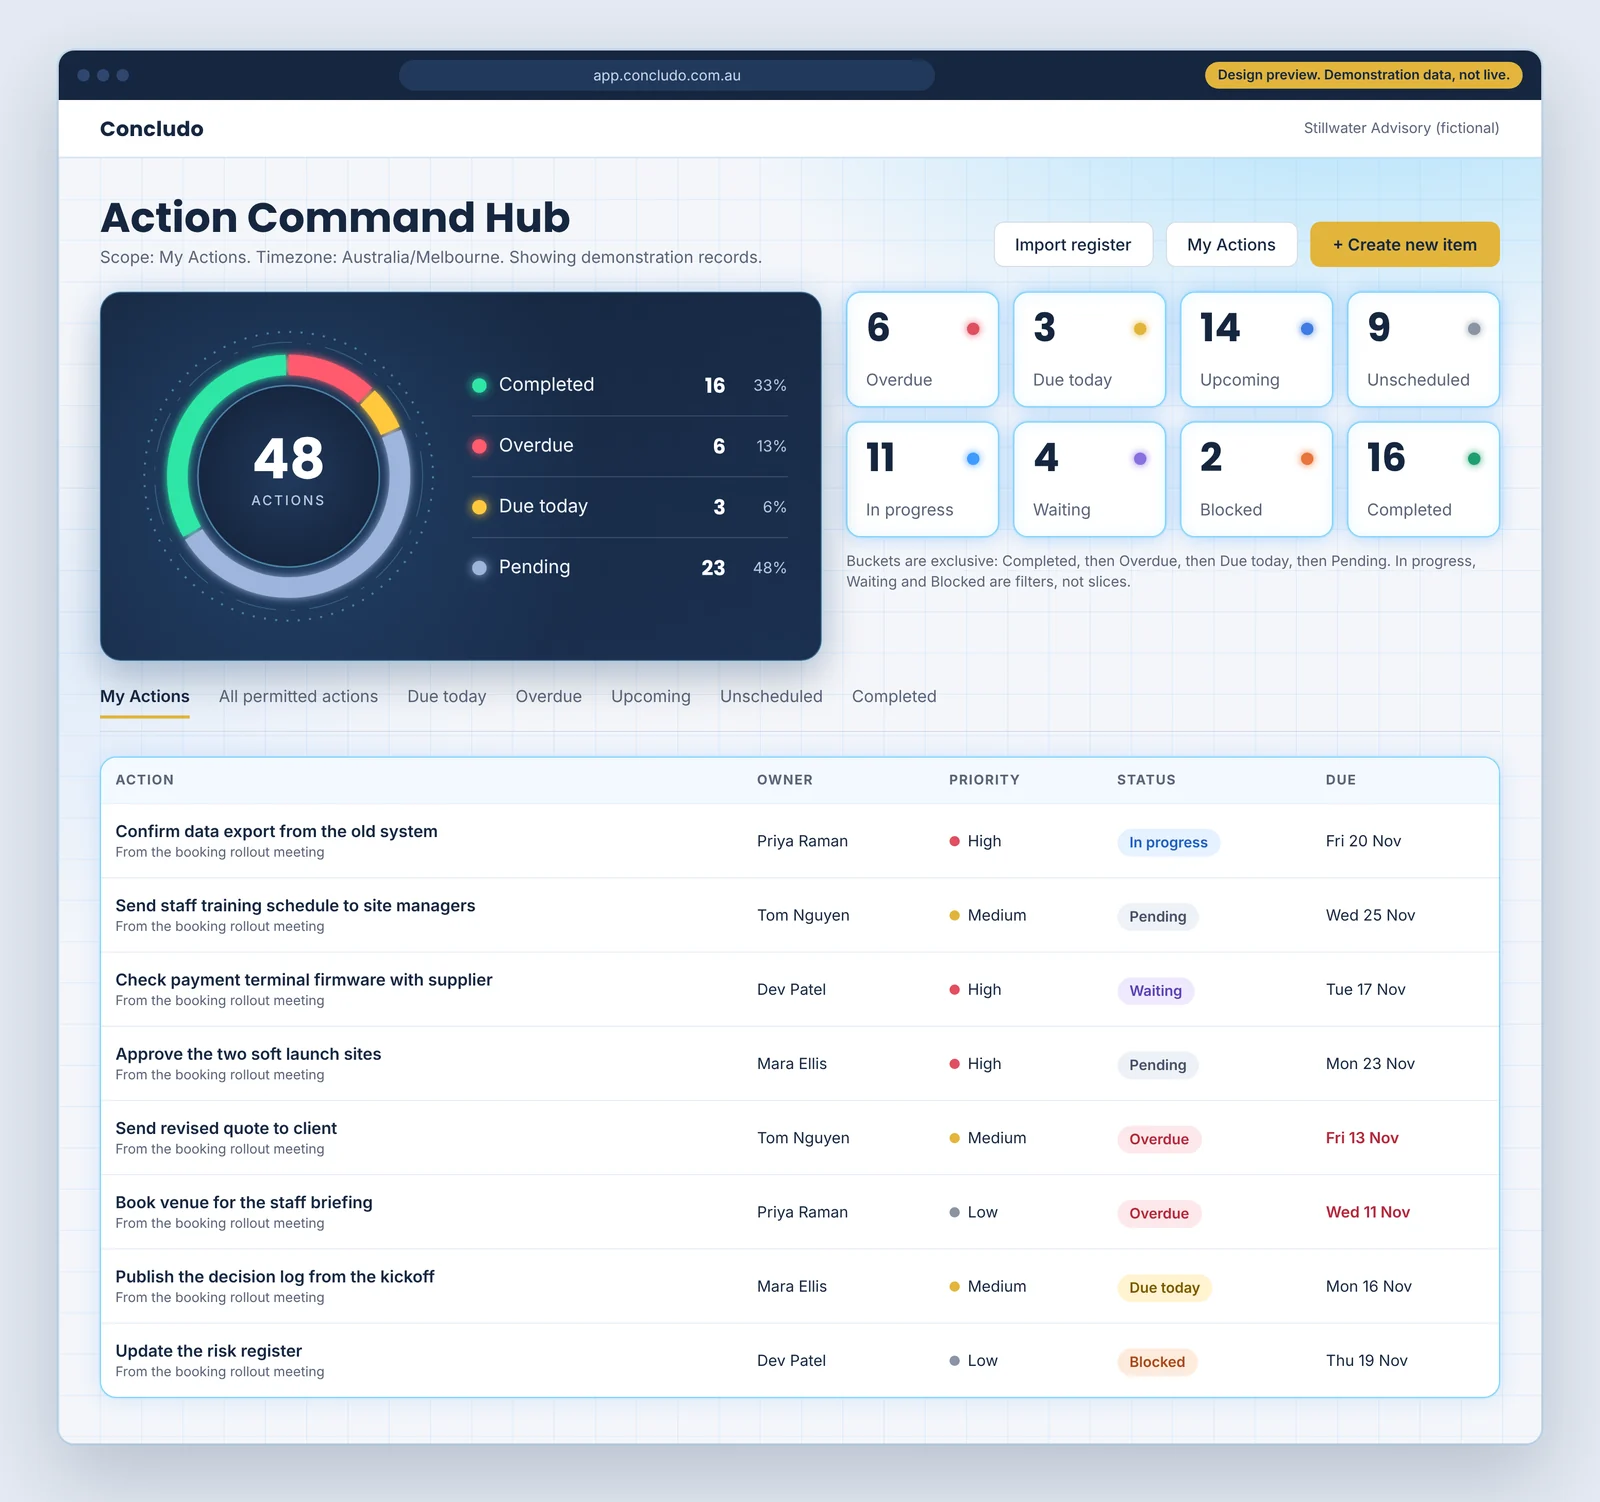 app.concludo.com.au
Design preview. Demonstration data, not live.
Concludo
Stillwater Advisory (fictional)
Action Command Hub
Scope: My Actions. Timezone: Australia/Melbourne. Showing demonstration records.
Import register
My Actions
+ Create new item
48
ACTIONS
Completed 16 33%
Overdue 6 13%
Due today 3 6%
Pending 23 48%
6
Overdue
3
Due today
14
Upcoming
9
Unscheduled
11
In progress
4
Waiting
2
Blocked
16
Completed
Buckets are exclusive: Completed, then Overdue, then Due today, then Pending. In progress,
Waiting and Blocked are filters, not slices.
My Actions All permitted actions Due today Overdue Upcoming Unscheduled Completed
ACTION OWNER PRIORITY STATUS DUE
Confirm data export from the old system
From the booking rollout meeting
Priya Raman High In progress Fri 20 Nov
Send staff training schedule to site managers
From the booking rollout meeting
Tom Nguyen Medium Pending Wed 25 Nov
Check payment terminal firmware with supplier
From the booking rollout meeting
Dev Patel High Waiting Tue 17 Nov
Approve the two soft launch sites
From the booking rollout meeting
Mara Ellis High Pending Mon 23 Nov
Send revised quote to client
From the booking rollout meeting
Tom Nguyen Medium Overdue Fri 13 Nov
Book venue for the staff briefing
From the booking rollout meeting
Priya Raman Low Overdue Wed 11 Nov
Publish the decision log from the kickoff
From the booking rollout meeting
Mara Ellis Medium Due today Mon 16 Nov
Update the risk register
From the booking rollout meeting
Dev Patel Low Blocked Thu 19 Nov